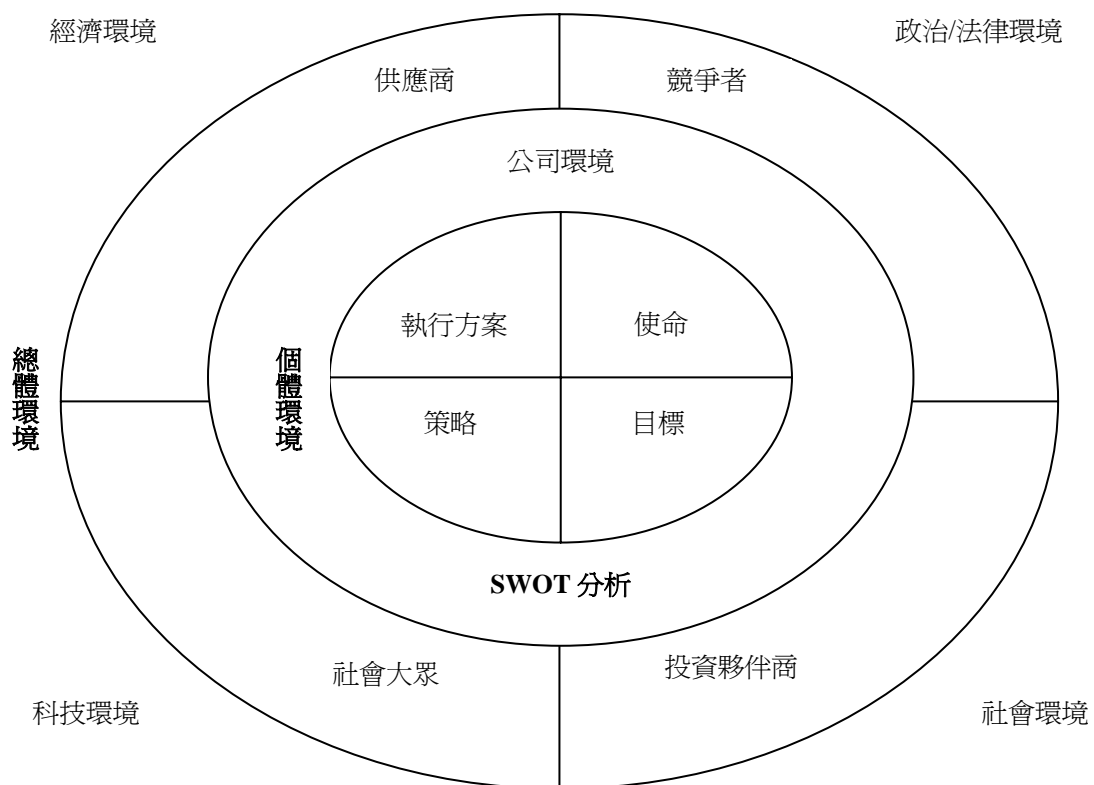 經濟環境
政治/法律環境
供應商
競爭者
公司環境
執行方案
使命
總體環境
個體環境
策略
目標
SWOT 分析
社會大眾
投資夥伴商
科技環境
社會環境